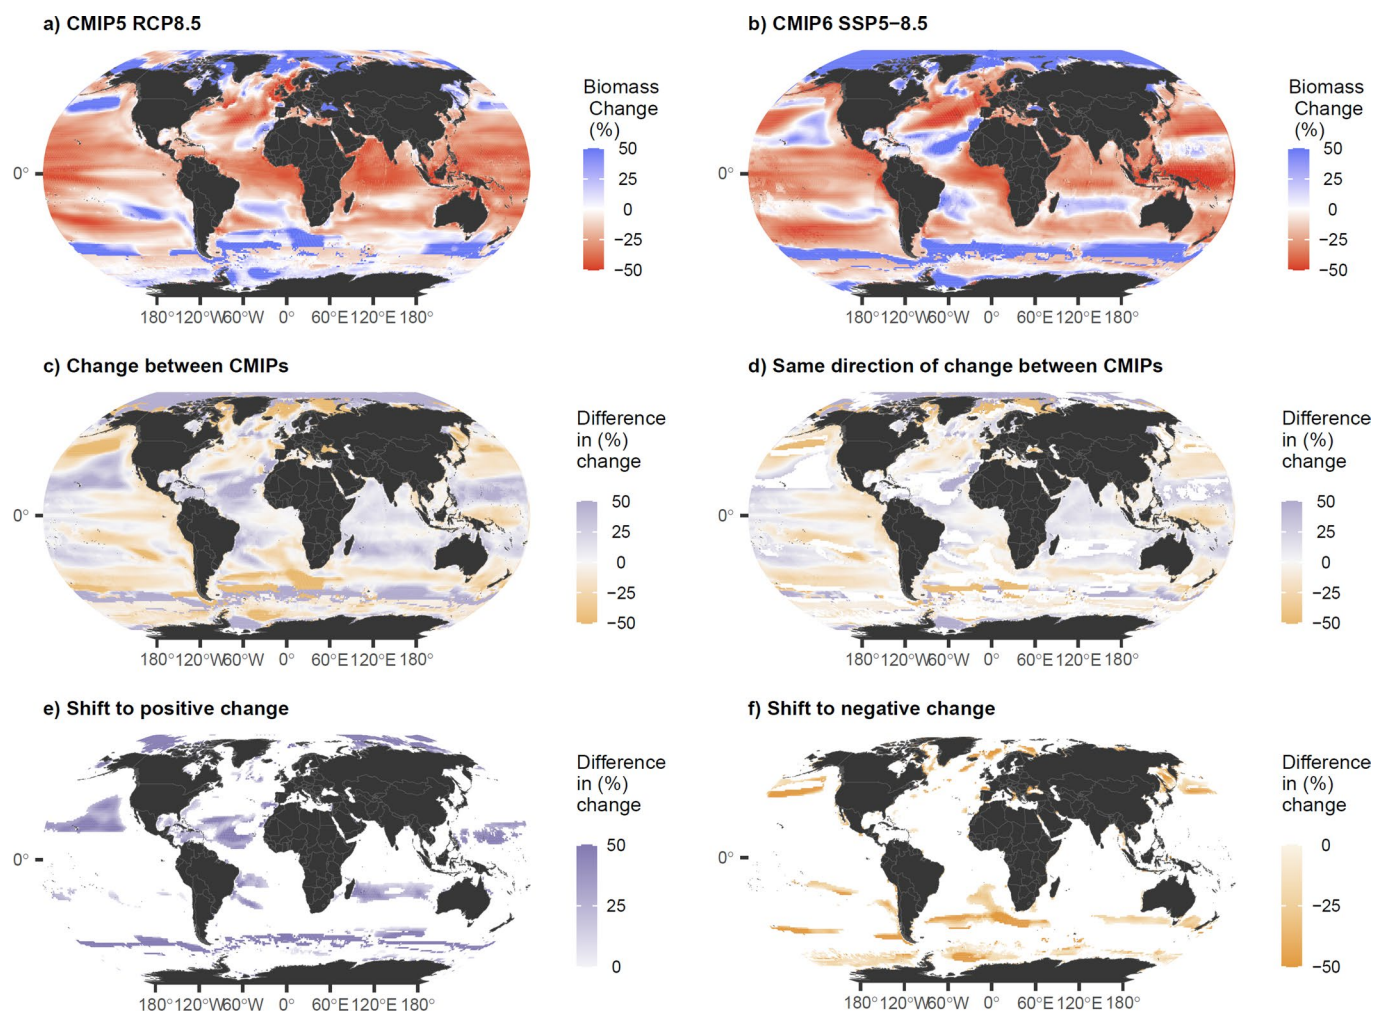 a) CMIP5 RCP8.5
Biomass
Change
(%)
50
25
0
−25
−50
0°
180° 120°W 60°W 0° 60°E 120°E 180°
b) CMIP6 SSP5−8.5
Biomass
Change
(%)
50
25
0
−25
−50
0°
180° 120°W 60°W 0° 60°E 120°E 180°
c) Change between CMIPs
Difference
in (%)
change
50
25
0
−25
−50
0°
180° 120°W 60°W 0° 60°E 120°E 180°
d) Same direction of change between CMIPs
Difference
in (%)
change
50
25
0
−25
−50
0°
180° 120°W 60°W 0° 60°E 120°E 180°
e) Shift to positive change
Difference
in (%)
change
50
25
0
0°
180° 120°W 60°W 0° 60°E 120°E 180°
f) Shift to negative change
Difference
in (%)
change
0
−25
−50
0°
180° 120°W 60°W 0° 60°E 120°E 180°